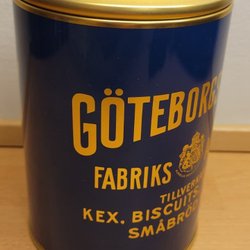 GÖTEBORGS
FABRIKS
TILLVERK
KEX. BISCUITS
SMÅBRÖ